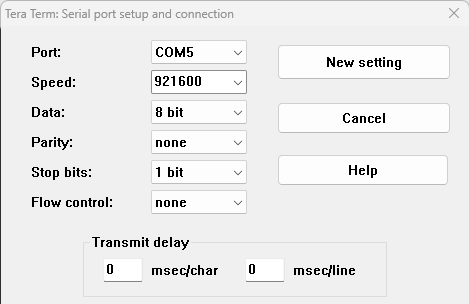 Tera Term: Serial port setup and connection
Port: COM5
New setting
Speed: 921600
Data: 8 bit
Cancel
Parity: none
Stop bits: 1 bit
Help
Flow control: none
Transmit delay
0 msec/char 0 msec/line